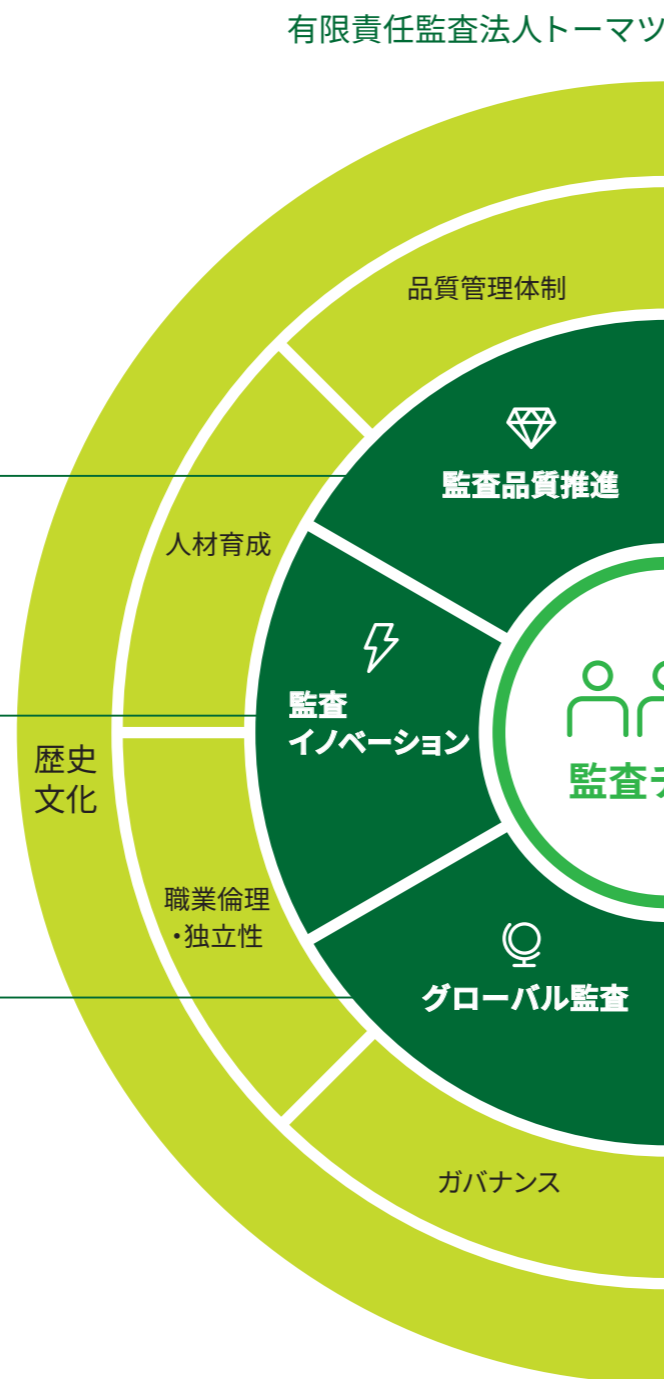 有限責任監査法人トーマツ
品質管理体制
監査品質推進
人材育成
監査
イノベーション
歴史
文化
監査
職業倫理
・独立性
グローバル監査
ガバナンス